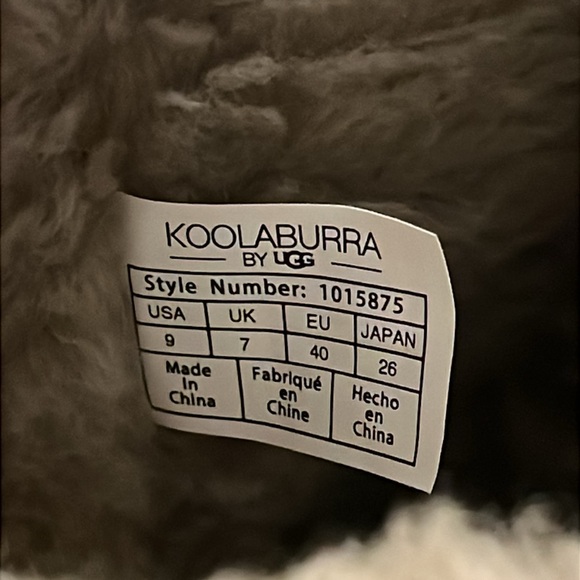 KOOLABURRA
BY UGG
Style Number: 1015875
USA UK EU JAPAN
9 7 40 26
Made in China
Fabriqué en Chine
Hecho en China